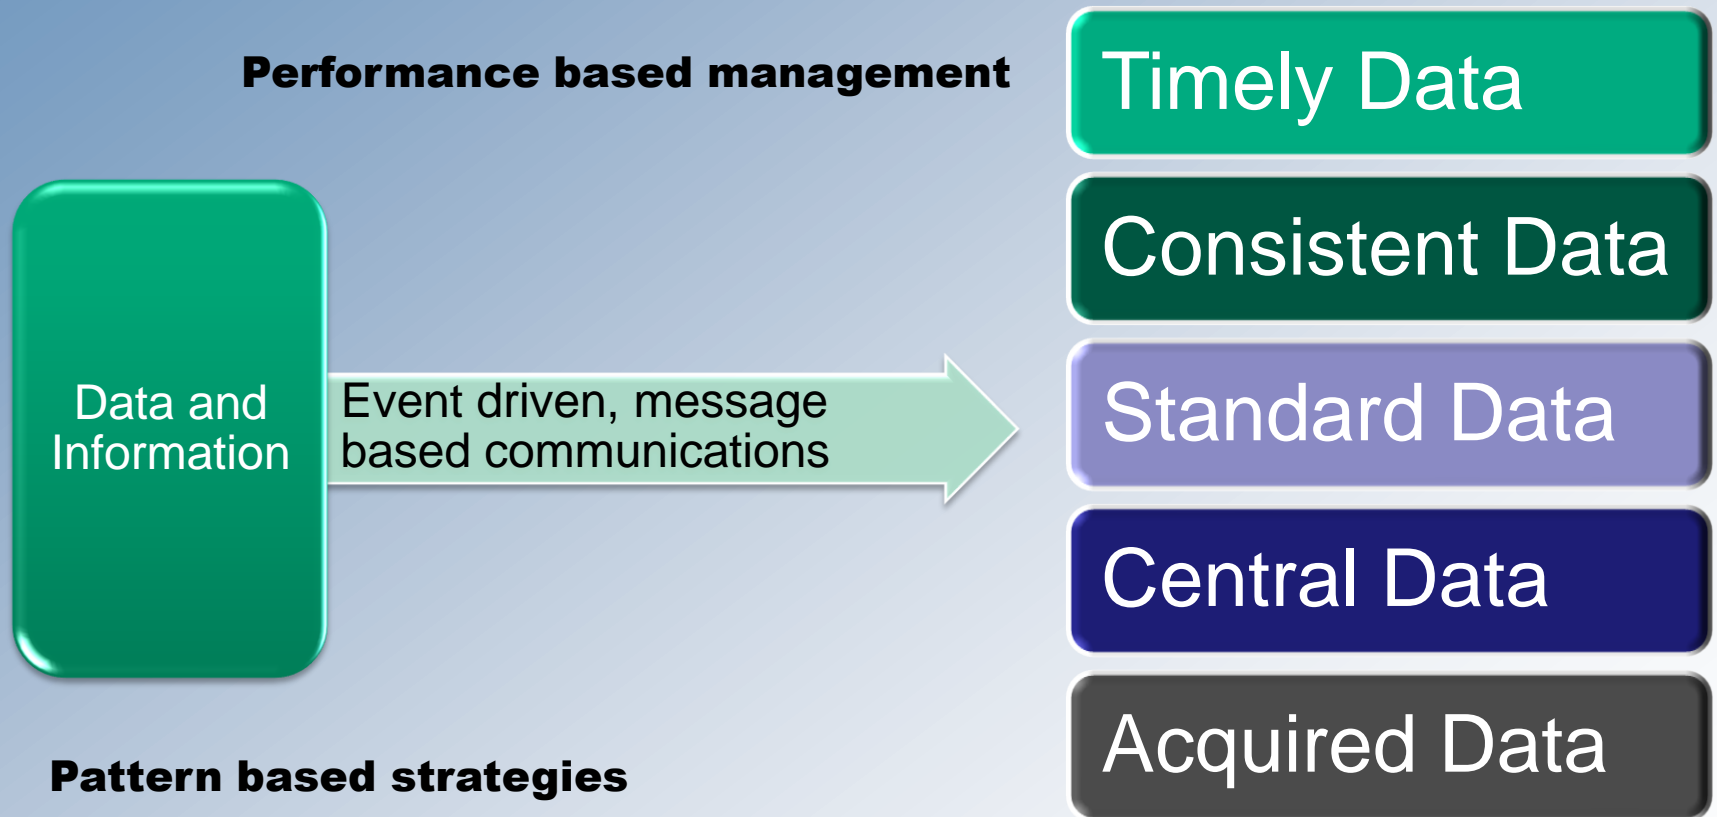 Performance based management
Timely Data
Consistent Data
Data and
Information
Event driven, message
based communications
Standard Data
Central Data
Acquired Data
Pattern based strategies